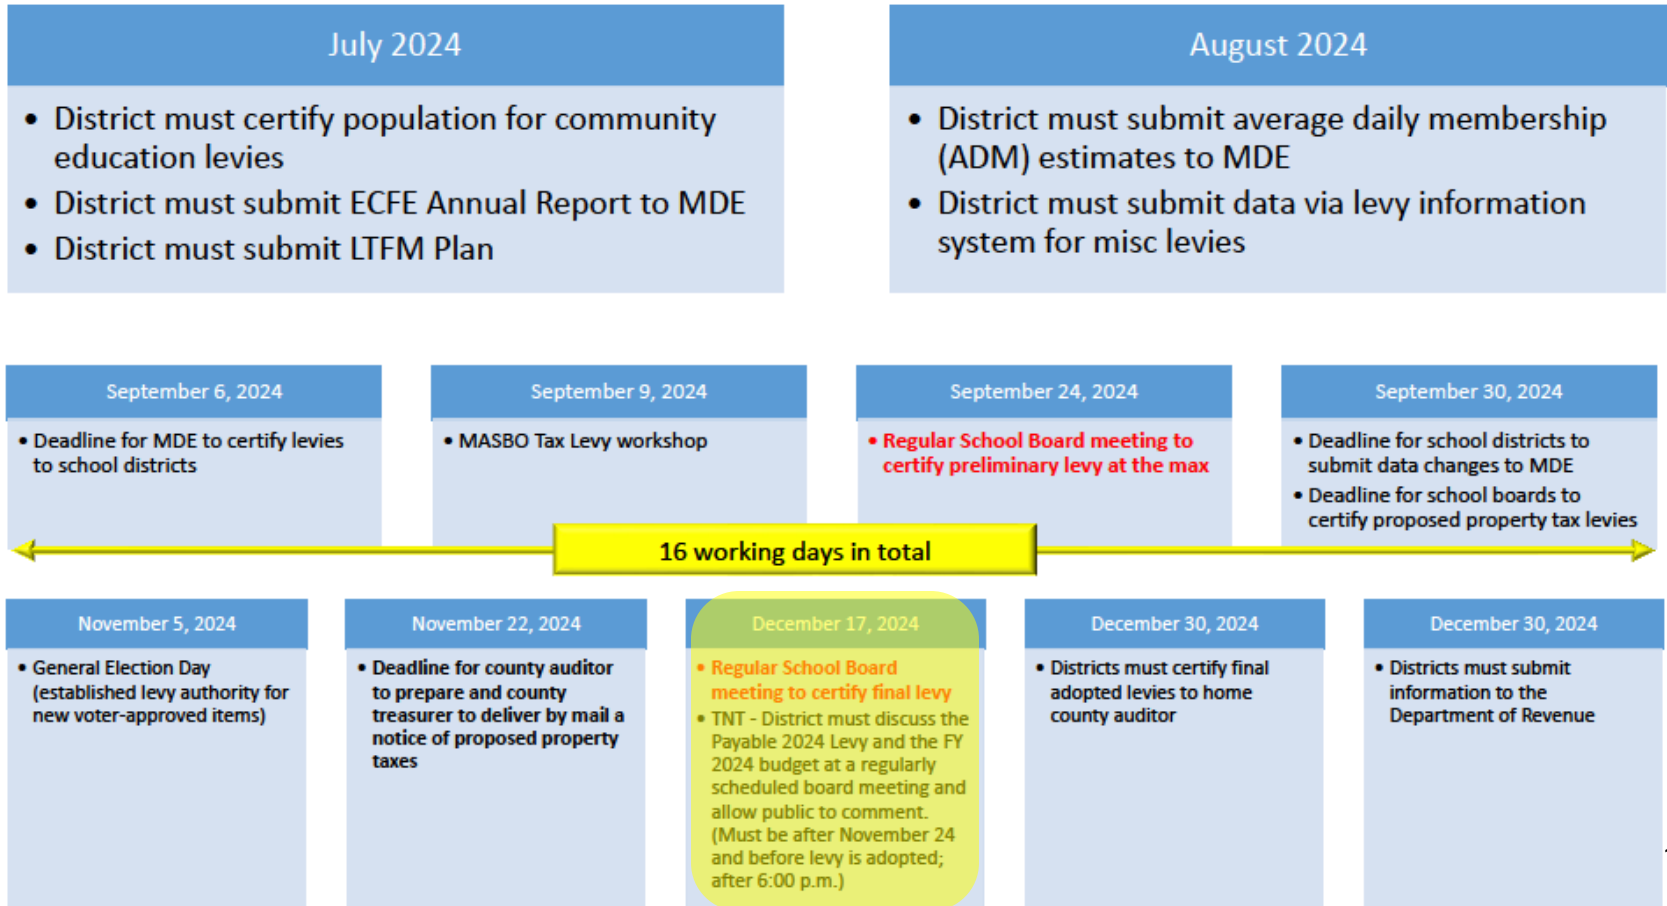 July 2024
• District must certify population for community
education levies
• District must submit ECFE Annual Report to MDE
• District must submit LTFM Plan
August 2024
• District must submit average daily membership
(ADM) estimates to MDE
• District must submit data via levy information
system for misc levies
September 6, 2024
• Deadline for MDE to certify levies
to school districts
September 9, 2024
• MASBO Tax Levy workshop
September 24, 2024
• Regular School Board meeting to
certify preliminary levy at the max
September 30, 2024
• Deadline for school districts to
submit data changes to MDE
• Deadline for school boards to
certify proposed property tax levies
16 working days in total
November 5, 2024
• General Election Day
(established levy authority for
new voter-approved items)
November 22, 2024
• Deadline for county auditor
to prepare and county
treasurer to deliver by mail a
notice of proposed property
taxes
December 17, 2024
• Regular School Board
meeting to certify final levy
• TNT - District must discuss the
Payable 2024 Levy and the FY
2024 budget at a regularly
scheduled board meeting and
allow public to comment.
(Must be after November 24
and before levy is adopted;
after 6:00 p.m.)
December 30, 2024
• Districts must certify final
adopted levies to home
county auditor
December 30, 2024
• Districts must submit
information to the
Department of Revenue